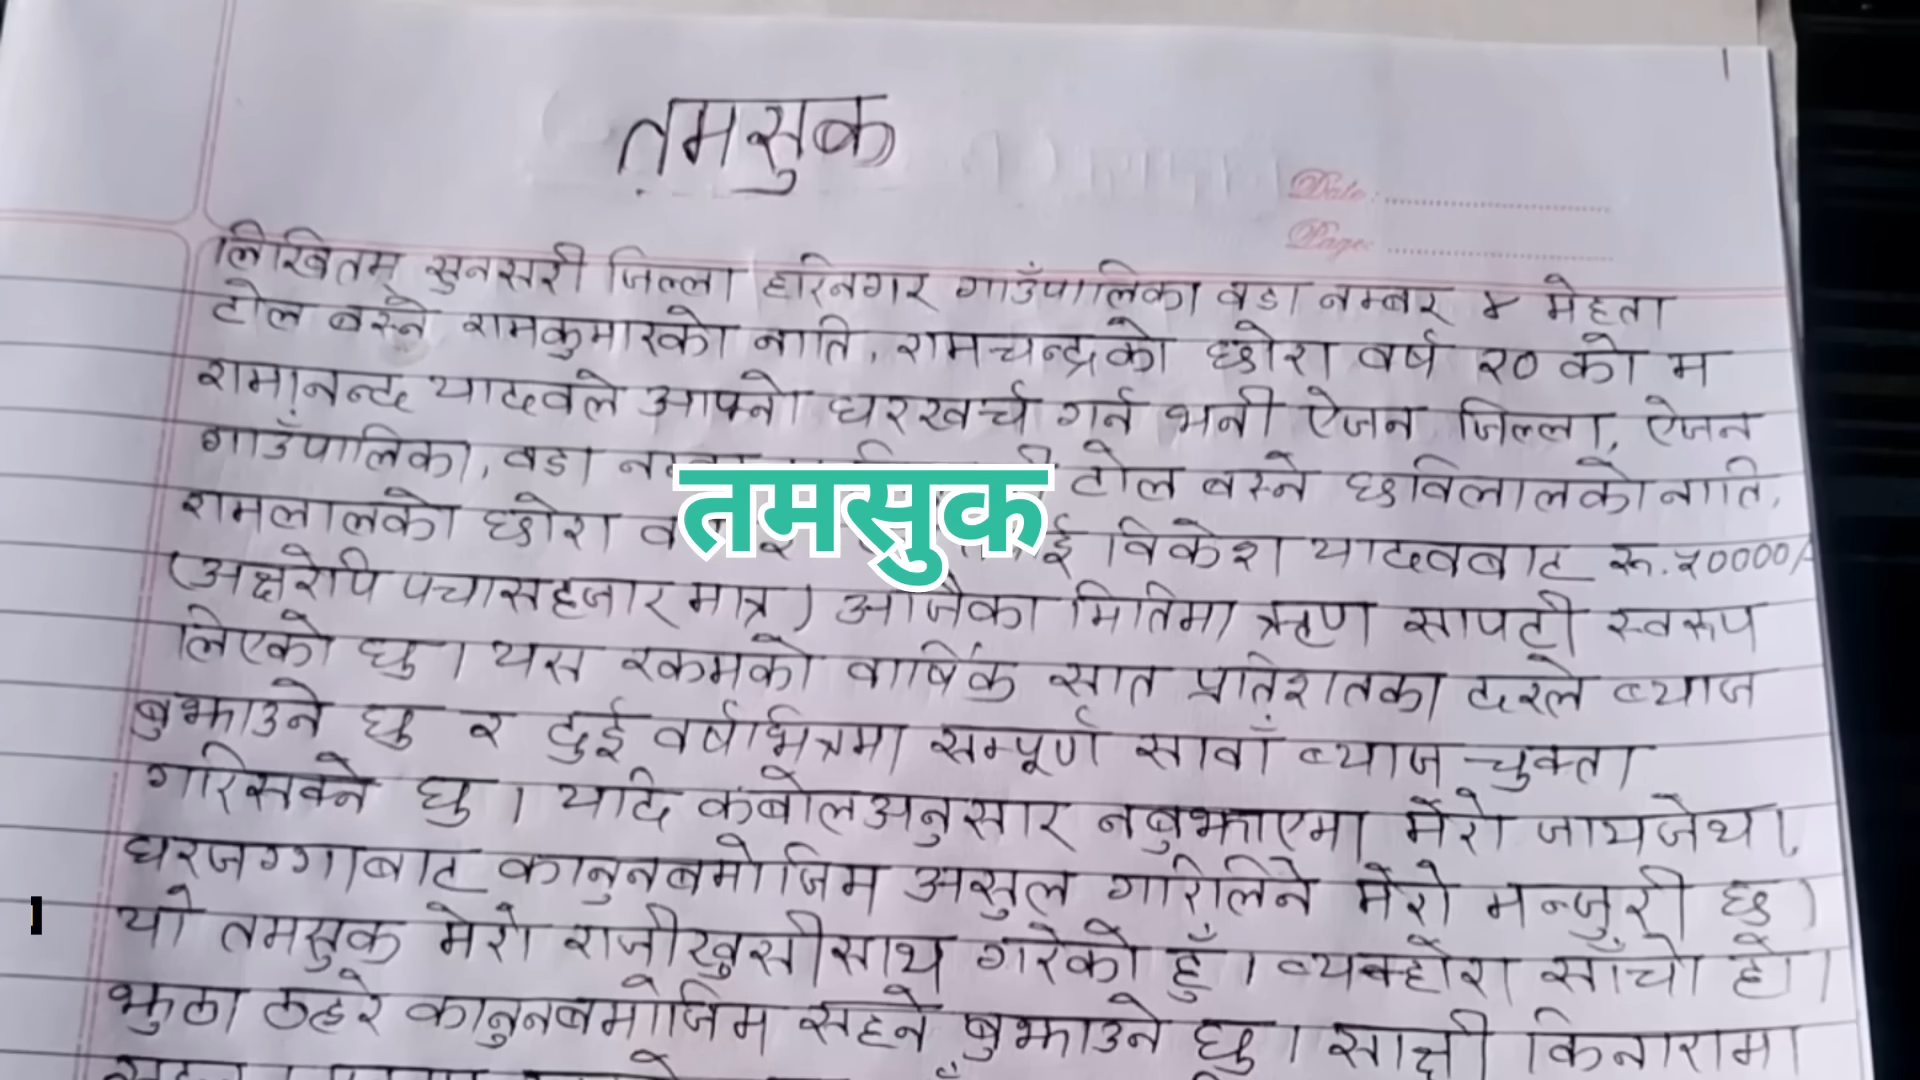 तमसुक
Date:
Page:
लिखितम् सुनसरी जिल्ला हरिनगर गाउँपालिका वडा नम्बर ४ मेहता
टोल बस्ने रामकुमारको नाति, रामचन्द्रको छोरा वर्ष २० को म
रामानन्द यादवले आफ्नो घरखर्च गर्न भनी ऐजन जिल्ला, ऐजन
गाउँपालिका, वडा टोल बस्ने छविलालको नाति,
रामलालको छोरा विकेश यादवबाट रू. ५००००/
तमसुक
(अक्षरेपि पचासहजार मात्र) आजैका मितिमा ऋण सापटी स्वरूप
लिएको छु । यस रकमको वार्षिक सात प्रतिशतका दरले ब्याज
बुझाउने छु र दुई वर्षभित्रमा सम्पूर्ण सावाँ ब्याज चुक्ता
गरिसक्ने छु । यदि कबोलअनुसार नबुझाएमा मेरो जायजेथा,
घरजग्गाबाट कानुनबमोजिम असुल गरिलिने मेरो मन्जुरी छ ।
यो तमसुक मेरो राजीखुसीसाथ गरेको हुँ । व्यहोरा साँचो हो ।
झुठा ठहरे कानुनबमोजिम सहने बुझाउने छु । साक्षी किनारामा